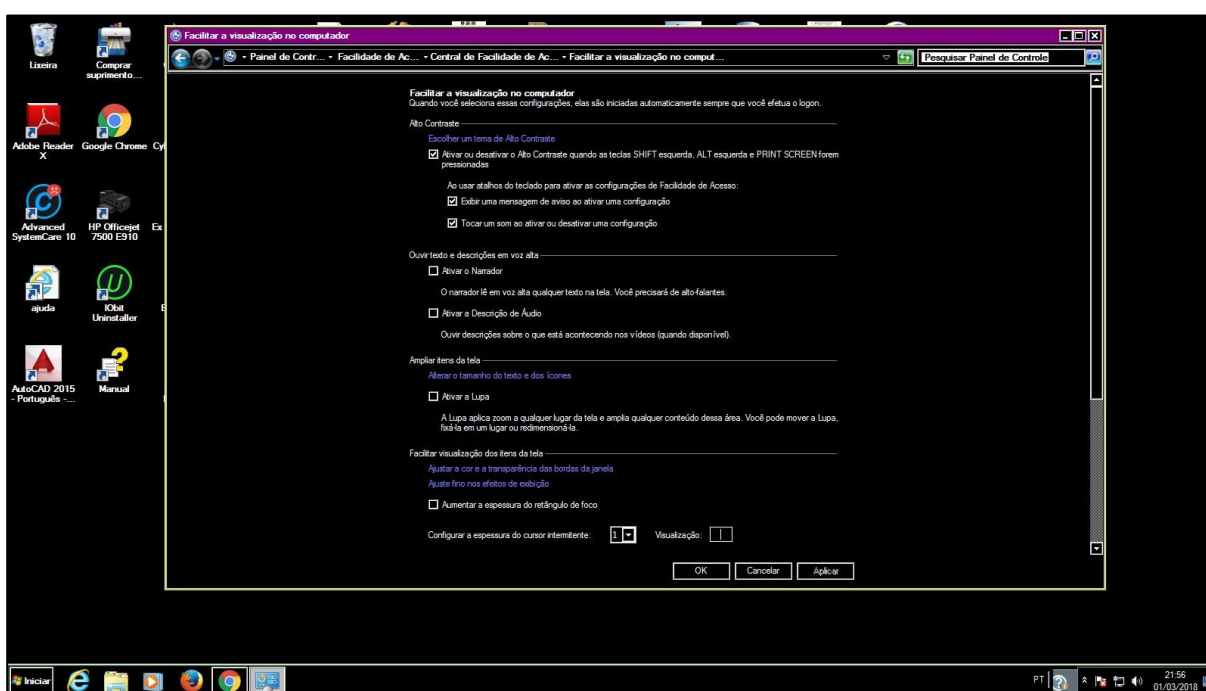 Facilitar a visualização no computador
Painel de Contr... Facilidade de Ac... Central de Facilidade de Ac... Facilitar a visualização no comput...
Pesquisar Painel de Controle
Lixeira
Comprar suprimento...
Adobe Reader X
Google Chrome
Cy
Advanced SystemCare 10
HP Officejet 7500 E910
Ex
ajuda
IObit Uninstaller
AutoCAD 2015 - Português -...
Manual
Facilitar a visualização no computador
Quando você seleciona essas configurações, elas são iniciadas automaticamente sempre que você efetua o logon.
Alto Contraste
Escolher um tema de Alto Contraste
Ativar ou desativar o Alto Contraste quando as teclas SHIFT esquerda, ALT esquerda e PRINT SCREEN forem
pressionadas
Ao usar atalhos do teclado para ativar as configurações de Facilidade de Acesso:
Exibir uma mensagem de aviso ao ativar uma configuração
Tocar um som ao ativar ou desativar uma configuração
Ouvir texto e descrições em voz alta
Ativar o Narrador
O narrador lê em voz alta qualquer texto na tela. Você precisará de alto-falantes.
Ativar a Descrição de Áudio
Ouvir descrições sobre o que está acontecendo nos vídeos (quando disponível).
Ampliar itens da tela
Alterar o tamanho do texto e dos ícones
Ativar a Lupa
A Lupa aplica zoom a qualquer lugar da tela e amplia qualquer conteúdo dessa área. Você pode mover a Lupa,
fixá-la em um lugar ou redimensioná-la.
Facilitar visualização dos itens da tela
Ajustar a cor e a transparência das bordas da janela
Ajuste fino nos efeitos de exibição
Aumentar a espessura do retângulo de foco
Configurar a espessura do cursor intermitente: 1 Visualização:
OK Cancelar Aplicar
Iniciar
PT
21:56
01/03/2018